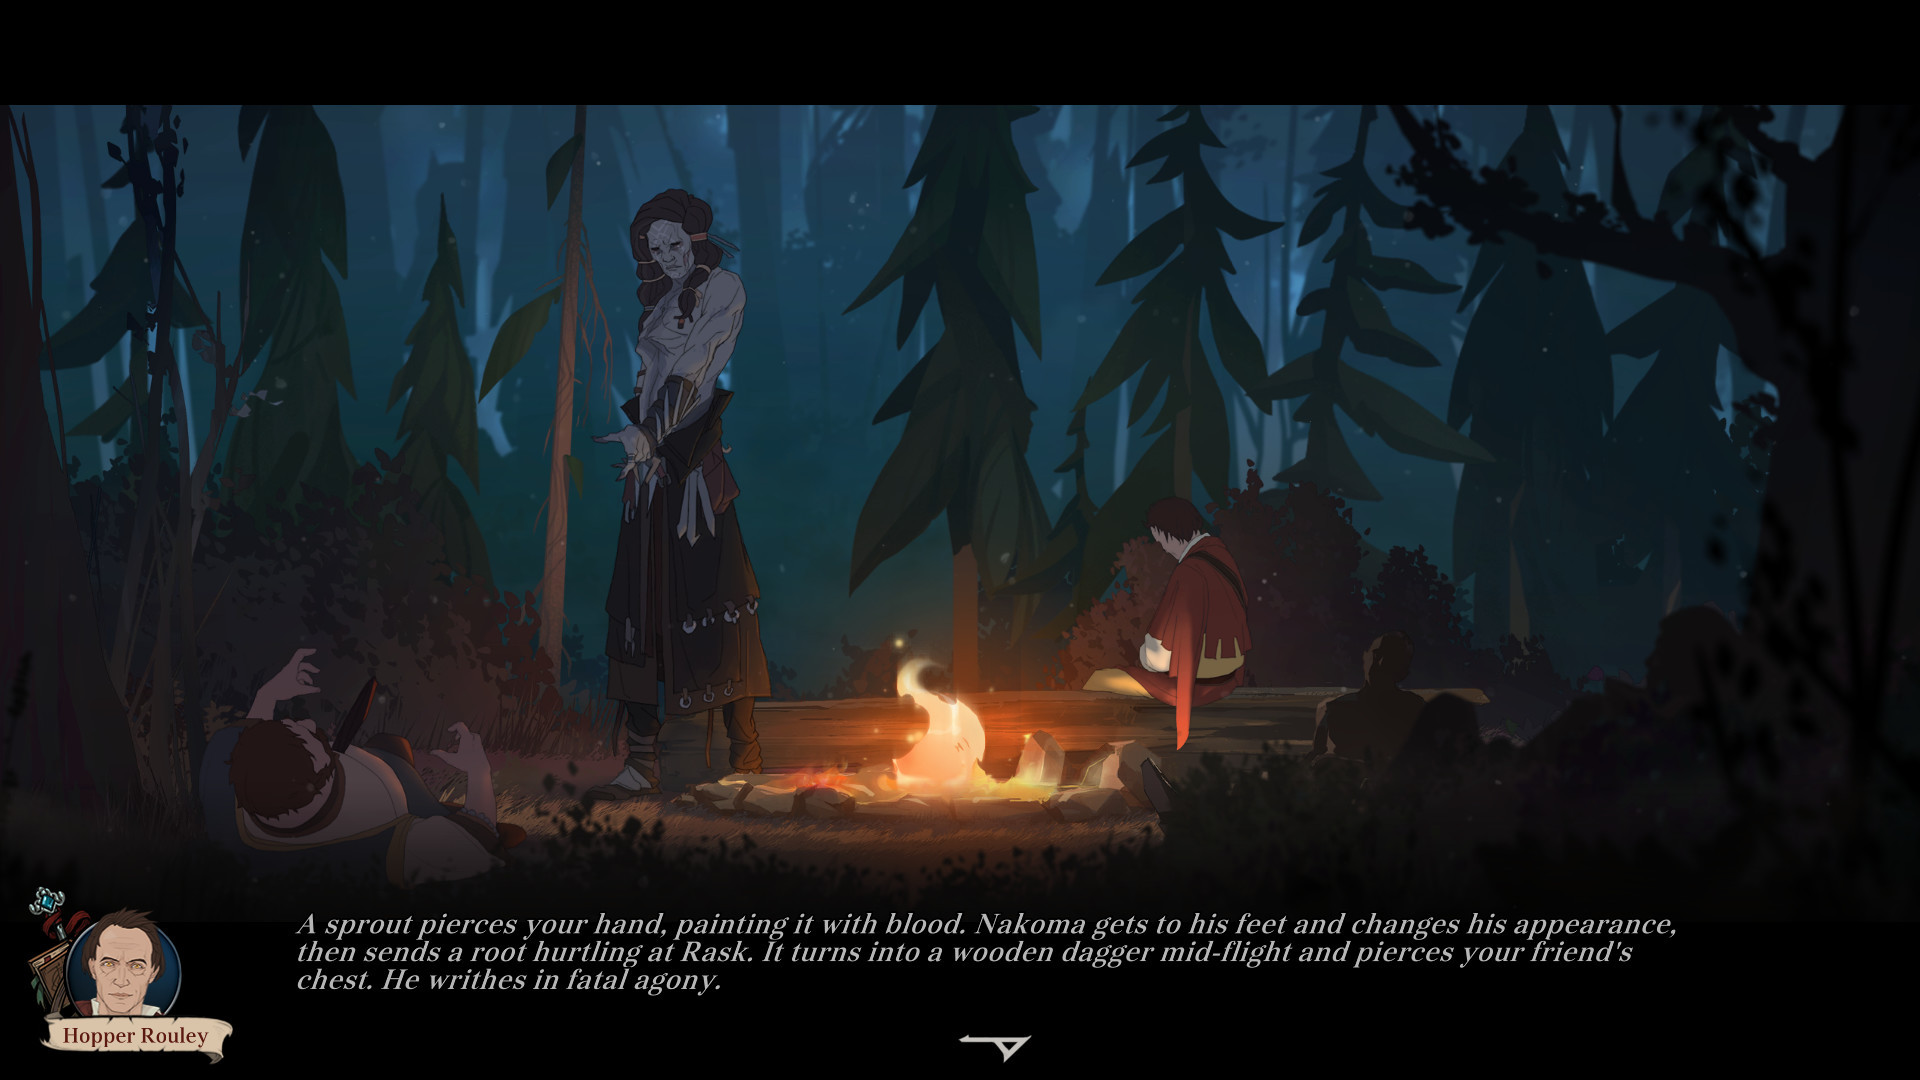 A sprout pierces your hand, painting it with blood. Nakoma gets to his feet and changes his appearance,
then sends a root hurtling at Rask. It turns into a wooden dagger mid-flight and pierces your friend's
chest. He writhes in fatal agony.
Hopper Rouley